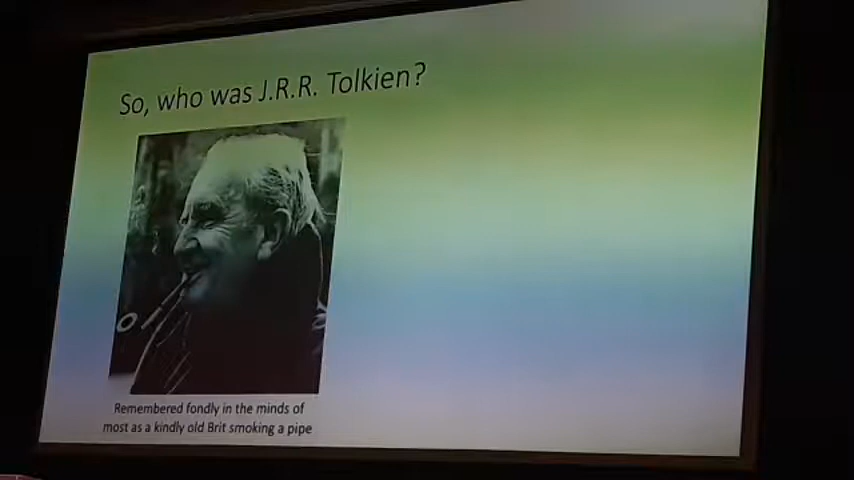 So, who was J.R.R. Tolkien?
Remembered fondly in the minds of
most as a kindly old Brit smoking a pipe